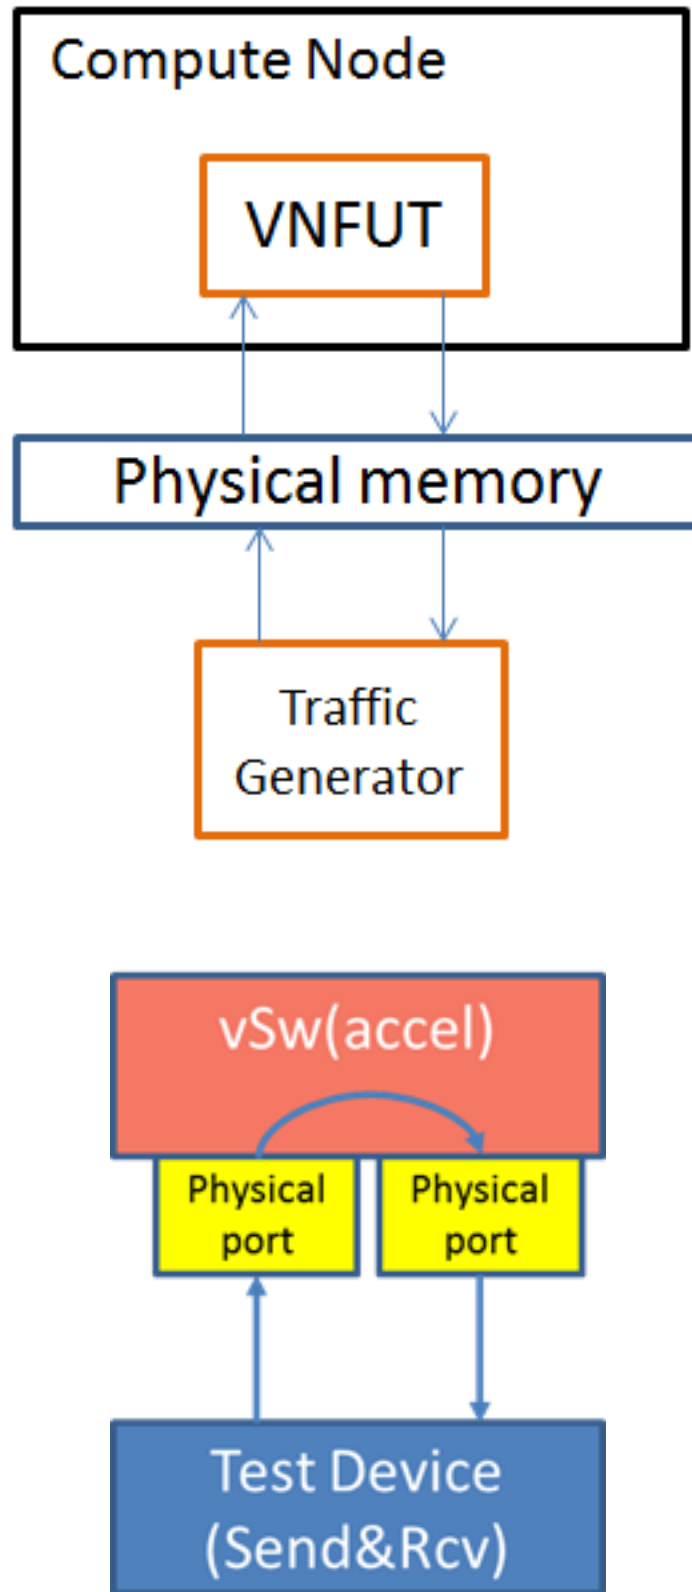 Compute Node
VNFUT
Physical memory
Traffic
Generator
vSw(accel)
Physical
port
Physical
port
Test Device
(Send&Rcv)